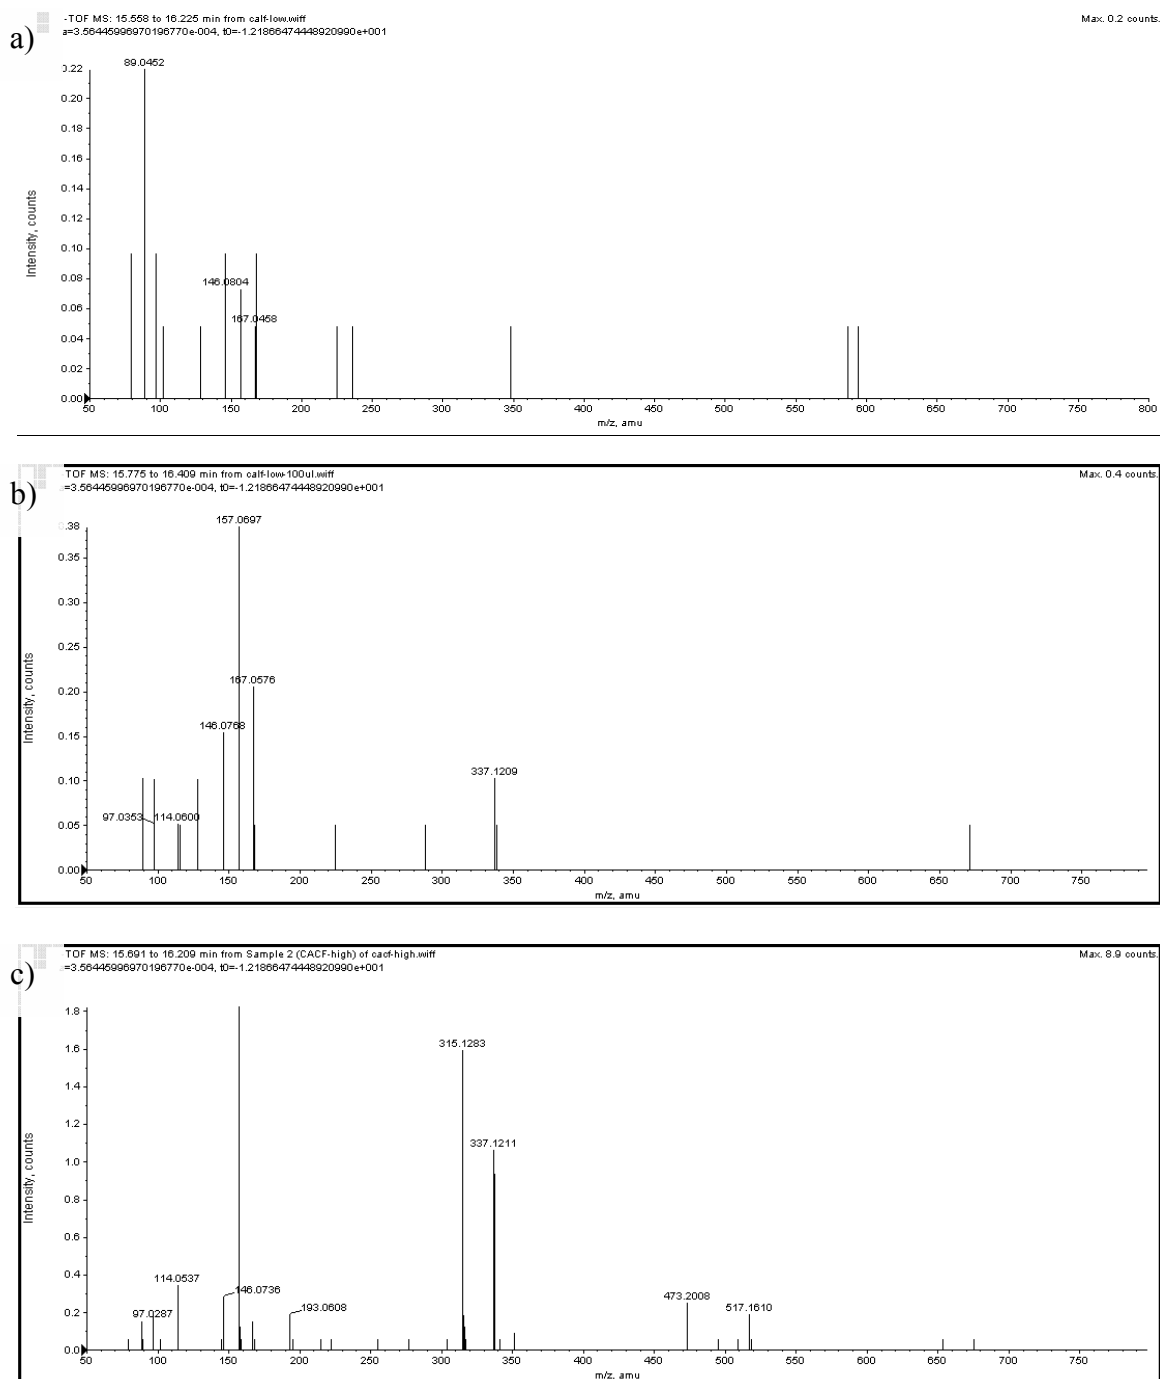 a)
-TOF MS: 15.558 to 16.225 min from calf-low.wiff
Max. 0.2 counts.
a=3.56445996970196770e-004, t0=-1.21866474448920990e+001
Intensity, counts
0.22
0.20
0.18
0.16
0.14
0.12
0.10
0.08
0.06
0.04
0.02
0.00
89.0452
146.0804
167.0458
50 100 150 200 250 300 350 400 450 500 550 600 650 700 750 800
m/z, amu
b)
TOF MS: 15.775 to 16.409 min from calf-low-100ul.wiff
Max. 0.4 counts.
=3.56445996970196770e-004, t0=-1.21866474448920990e+001
Intensity, counts
0.38
0.35
0.30
0.25
0.20
0.15
0.10
0.05
0.00
157.0697
167.0576
146.0768
337.1209
97.0353
114.0600
50 100 150 200 250 300 350 400 450 500 550 600 650 700 750
m/z, amu
c)
TOF MS: 15.691 to 16.209 min from Sample 2 (CACF-high) of cacf-high.wiff
Max. 8.9 counts.
=3.56445996970196770e-004, t0=-1.21866474448920990e+001
Intensity, counts
1.8
1.6
1.4
1.2
1.0
0.8
0.6
0.4
0.2
0.0
315.1283
337.1211
114.0537
146.0736
193.0608
97.0287
473.2008
517.1610
50 100 150 200 250 300 350 400 450 500 550 600 650 700 750
m/z, amu